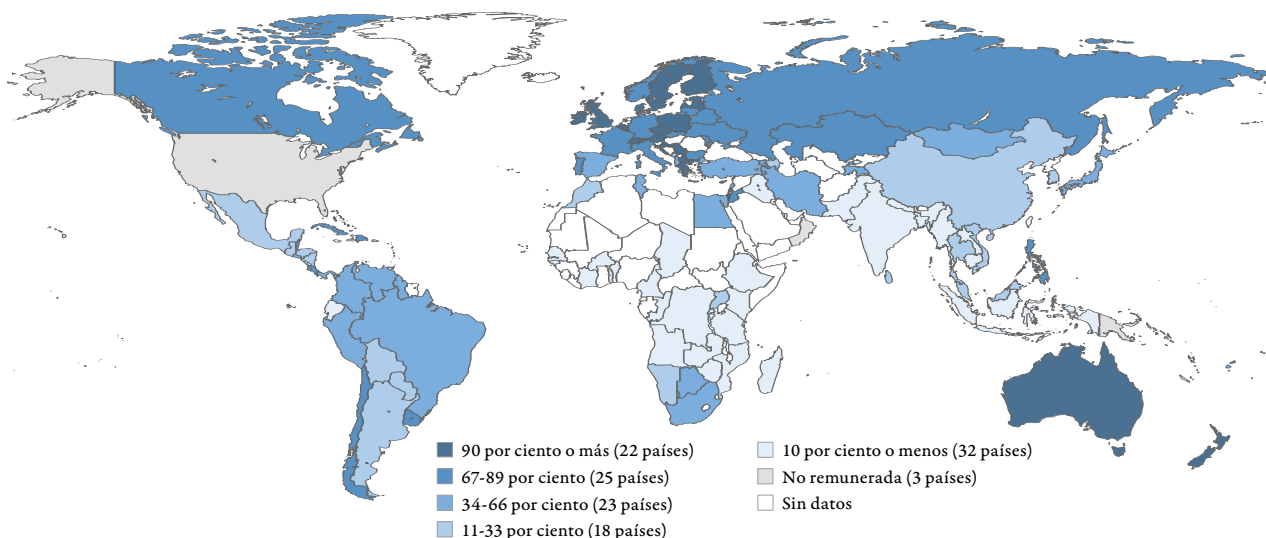 90 por ciento o más (22 países)
67-89 por ciento (25 países)
34-66 por ciento (23 países)
11-33 por ciento (18 países)
10 por ciento o menos (32 países)
No remunerada (3 países)
Sin datos